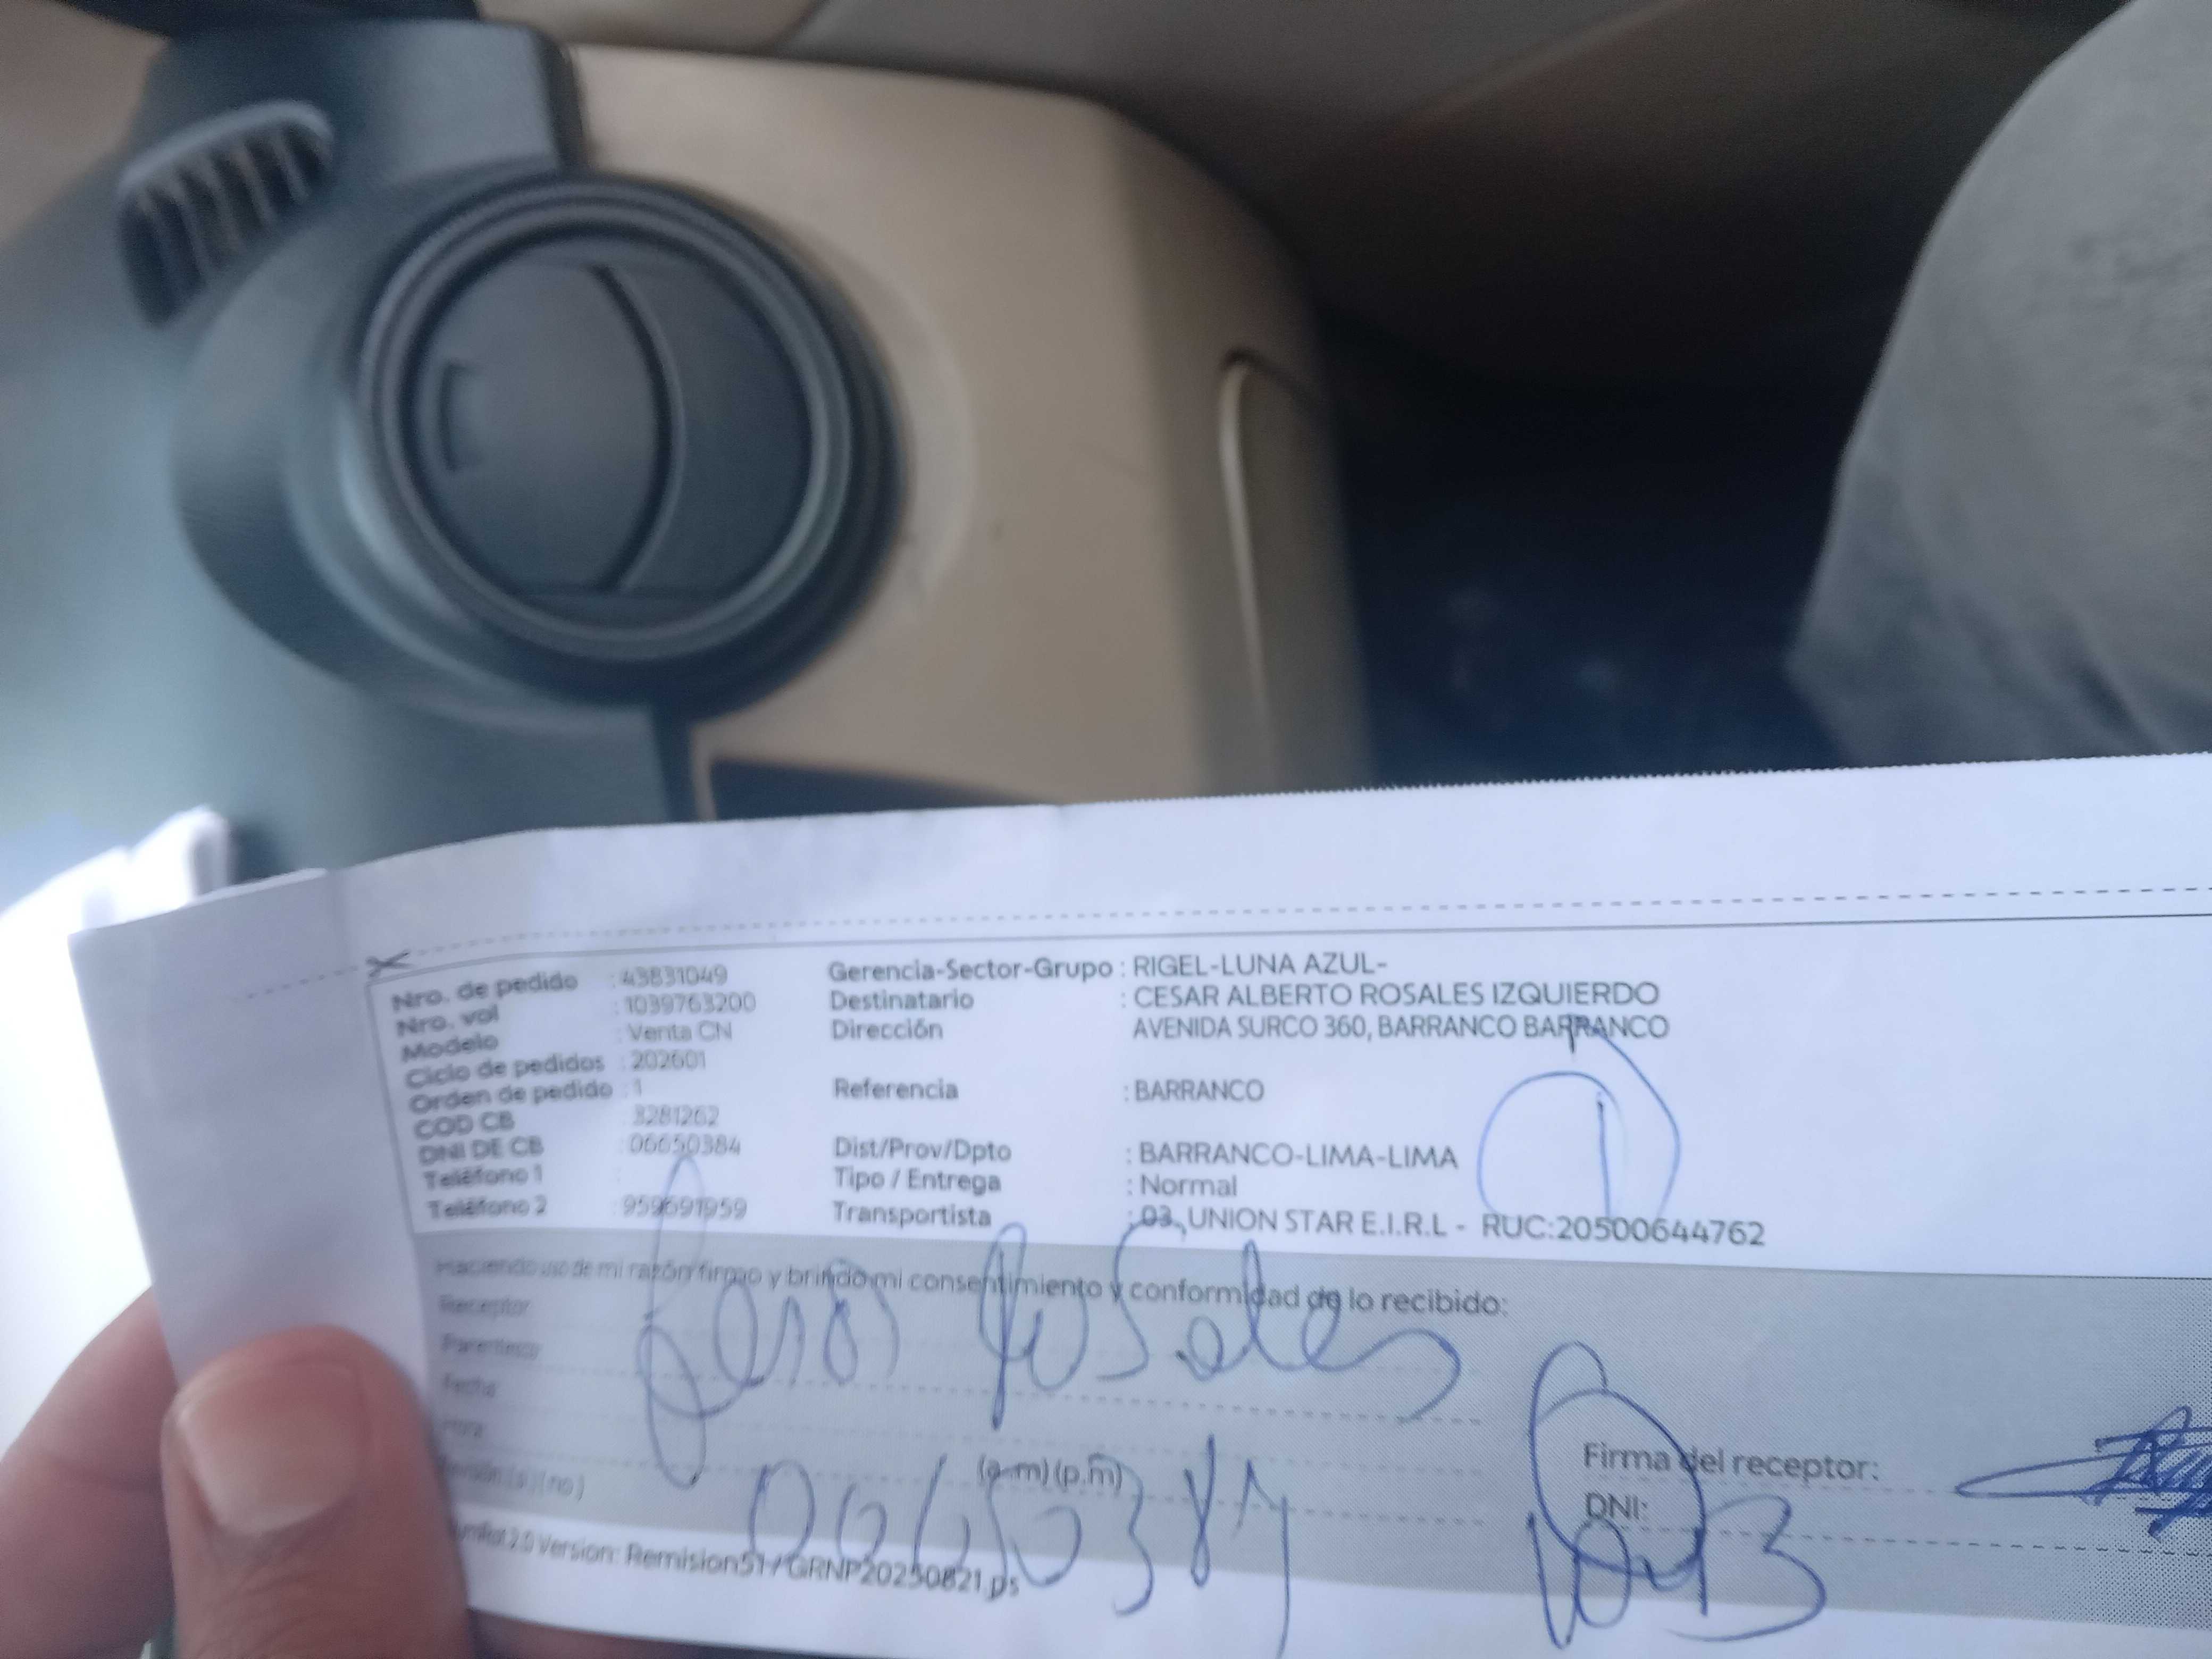 Nro. de pedido : 43831049
Nro. vol : 1039763200
Modelo : Venta CN
Ciclo de pedidos : 202601
Orden de pedido : 1
COD CB 3281262
DNI DE CB : 06650384
Teléfono 1 :
Teléfono 2 : 959691959
Gerencia-Sector-Grupo : RIGEL-LUNA AZUL-
Destinatario : CESAR ALBERTO ROSALES IZQUIERDO
Dirección AVENIDA SURCO 360, BARRANCO BARRANCO
Referencia : BARRANCO
Dist/Prov/Dpto : BARRANCO-LIMA-LIMA
Tipo / Entrega : Normal
Transportista : 03, UNION STAR E.I.R.L - RUC:20500644762
Haciendo uso de mi razón firmo y brindo mi consentimiento y conformidad de lo recibido:
Receptor
Parentesco
Rosales
Fecha
Hora
(a.m) (p.m)
06650384
(no)
Firma del receptor:
DNI:
2.0 Version: Remision51 / GRNP20250821.ps